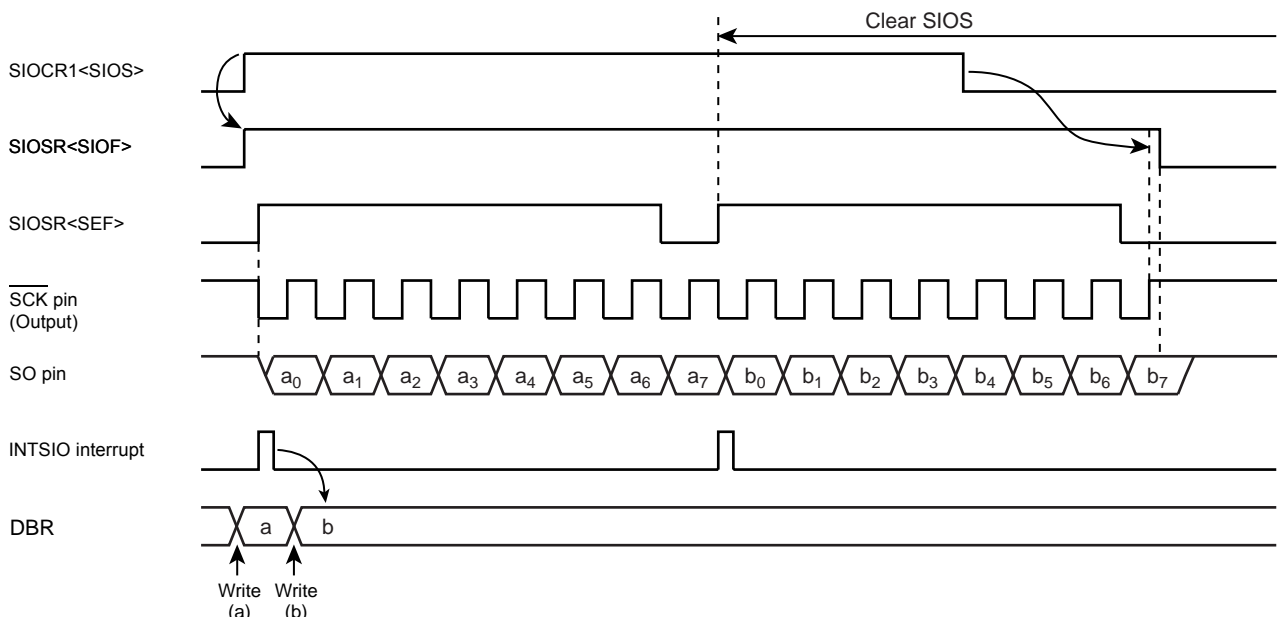 Clear SIOS
SIOCR1<SIOS>
SIOSR<SIOF>
SIOSR<SEF>
SCK pin
(Output)
SO pin
a0 a1 a2 a3 a4 a5 a6 a7 b0 b1 b2 b3 b4 b5 b6 b7
INTSIO interrupt
DBR
a b
Write Write
(a) (b)